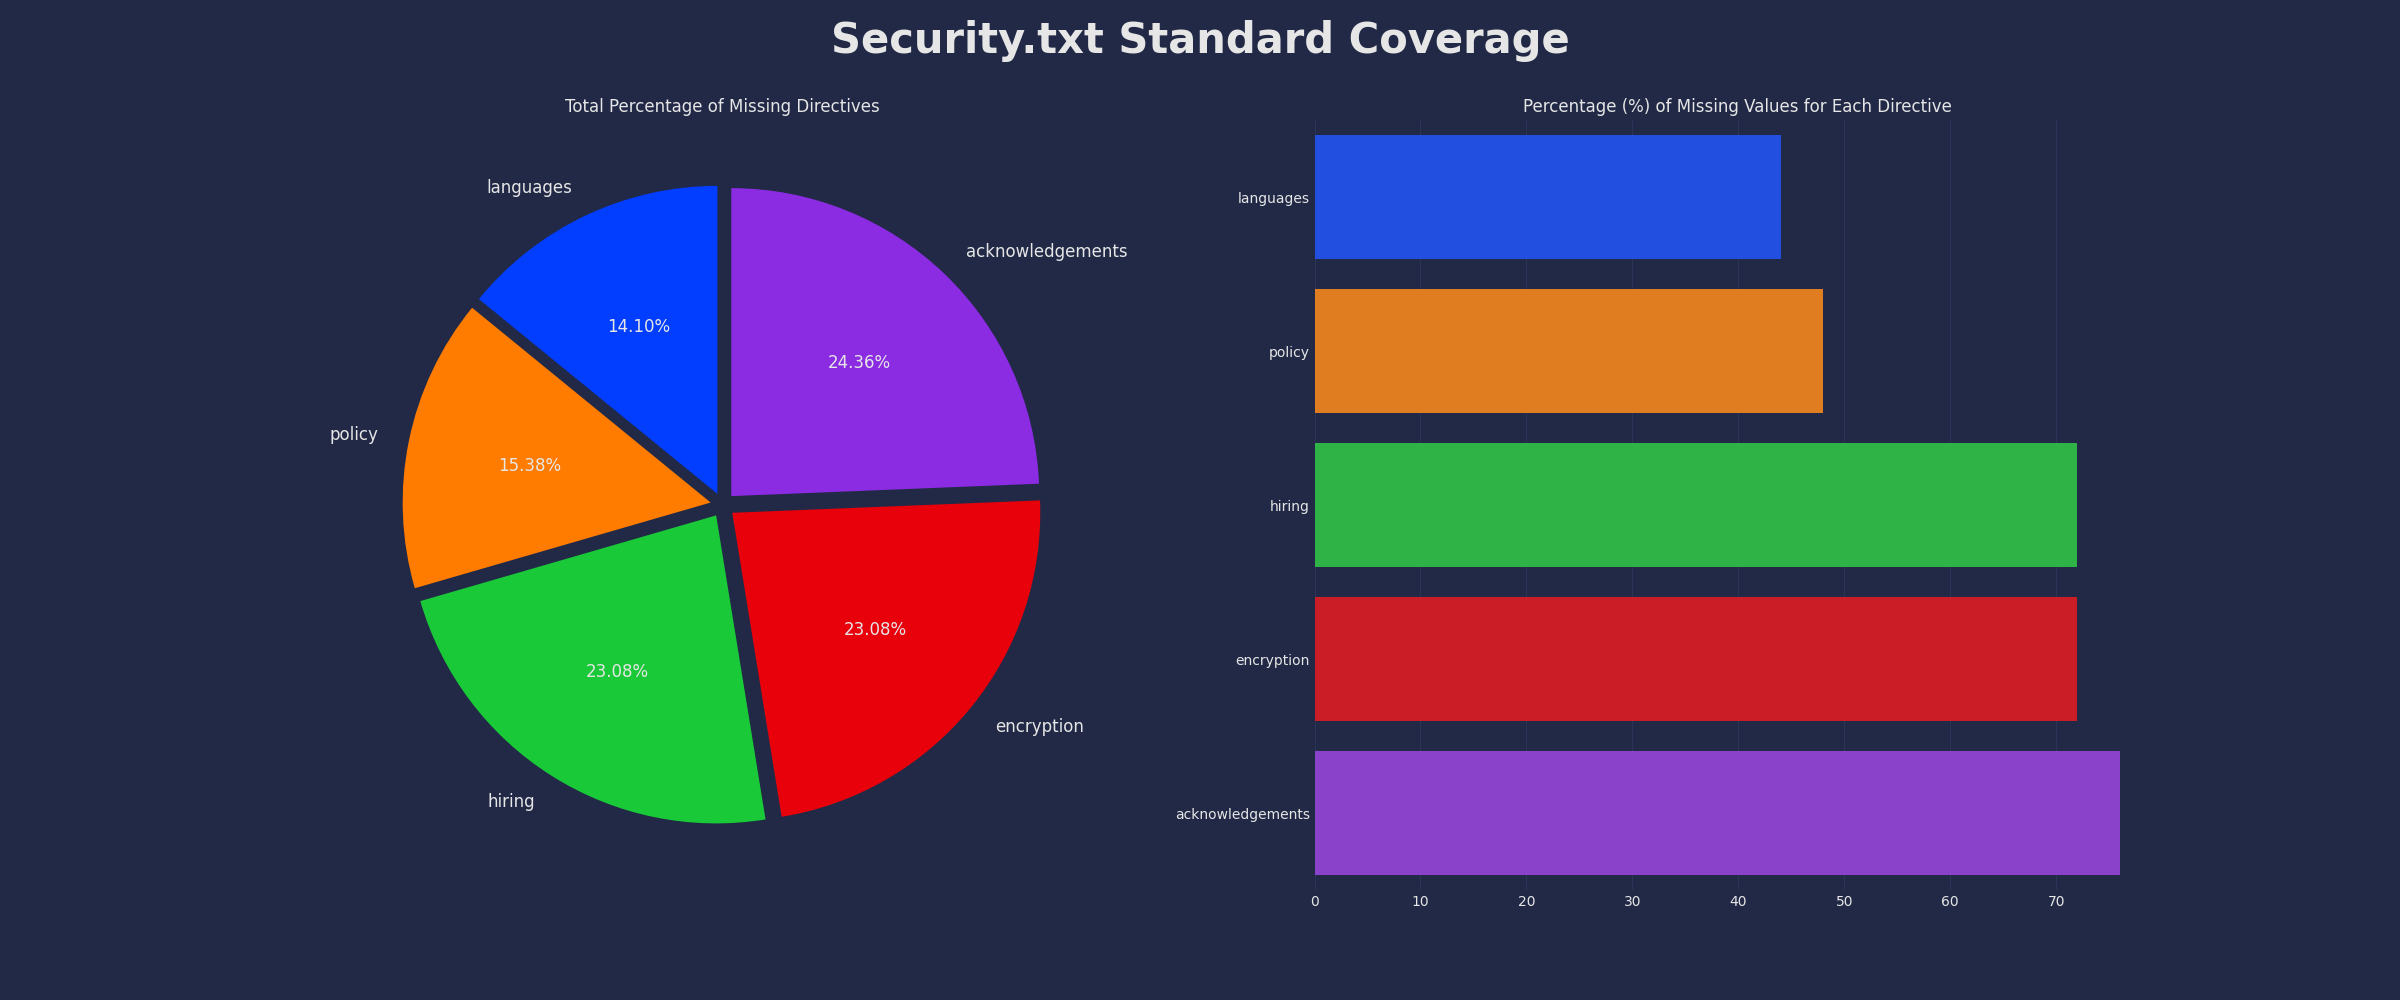 Security.txt Standard Coverage
Total Percentage of Missing Directives
languages
acknowledgements
14.10%
24.36%
policy
15.38%
23.08%
23.08%
encryption
hiring
Percentage (%) of Missing Values for Each Directive
languages
policy
hiring
encryption
acknowledgements
0 10 20 30 40 50 60 70